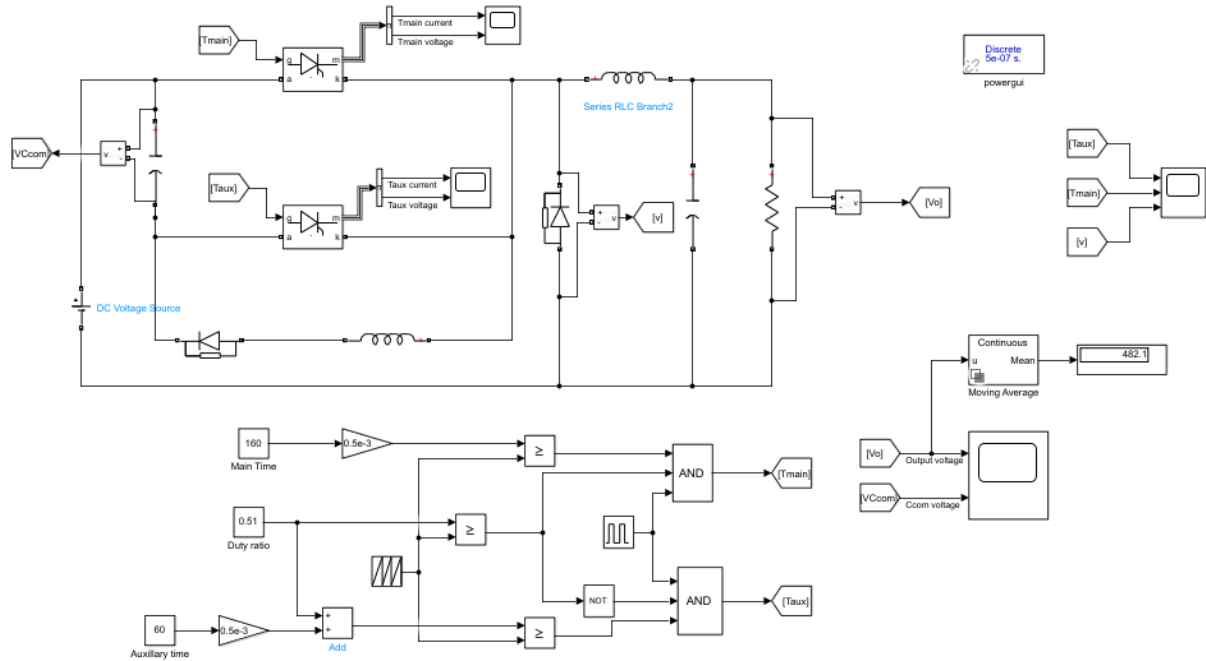 Tmain current
Tmain voltage
[Tmain]
g
m
a
k
Discrete
5e-07 s.
powergui
Series RLC Branch2
[VCcom]
v
+
-
+
[Taux]
Taux current
Taux voltage
g
m
a
k
+
-
v
[v]
+
-
v
[Vo]
[Taux]
[Tmain]
[v]
+
DC Voltage Source
Continuous
u
Mean
482.1
Moving Average
160
Main Time
0.5e-3
≥
AND
[Tmain]
[Vo]
Output voltage
[VCcom]
Ccom voltage
0.51
Duty ratio
≥
NOT
AND
[Taux]
60
Auxillary time
0.5e-3
+
+
Add
≥